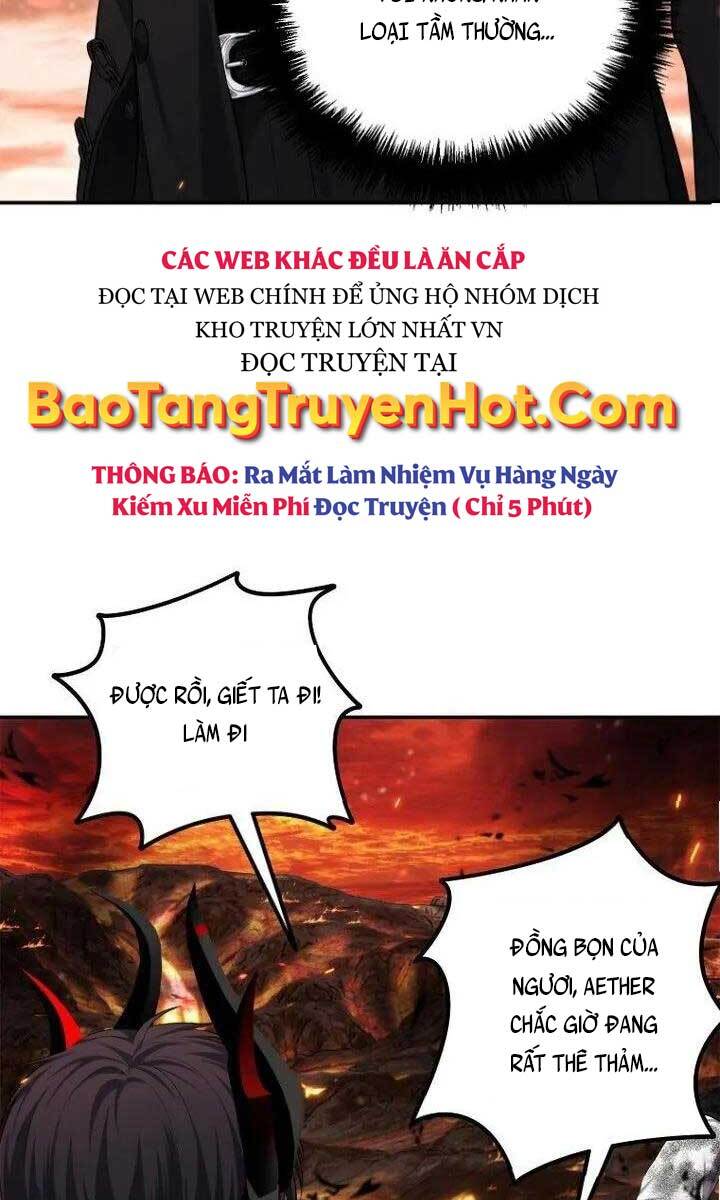 LOẠI TẦM THƯỜNG...
CÁC WEB KHÁC ĐỀU LÀ ĂN CẮP
ĐỌC TẠI WEB CHÍNH ĐỂ ỦNG HỘ NHÓM DỊCH
KHO TRUYỆN LỚN NHẤT VN
ĐỌC TRUYỆN TẠI
BaoTangTruyenHot.Com
THÔNG BÁO: Ra Mắt Làm Nhiệm Vụ Hàng Ngày
Kiếm Xu Miễn Phí Đọc Truyện ( Chỉ 5 Phút)
ĐƯỢC RỒI, GIẾT TA ĐI!
LÀM ĐI
ĐỒNG BỌN CỦA
NGƯƠI, AETHER
CHẮC GIỜ ĐANG
RẤT THÊ THẢM...